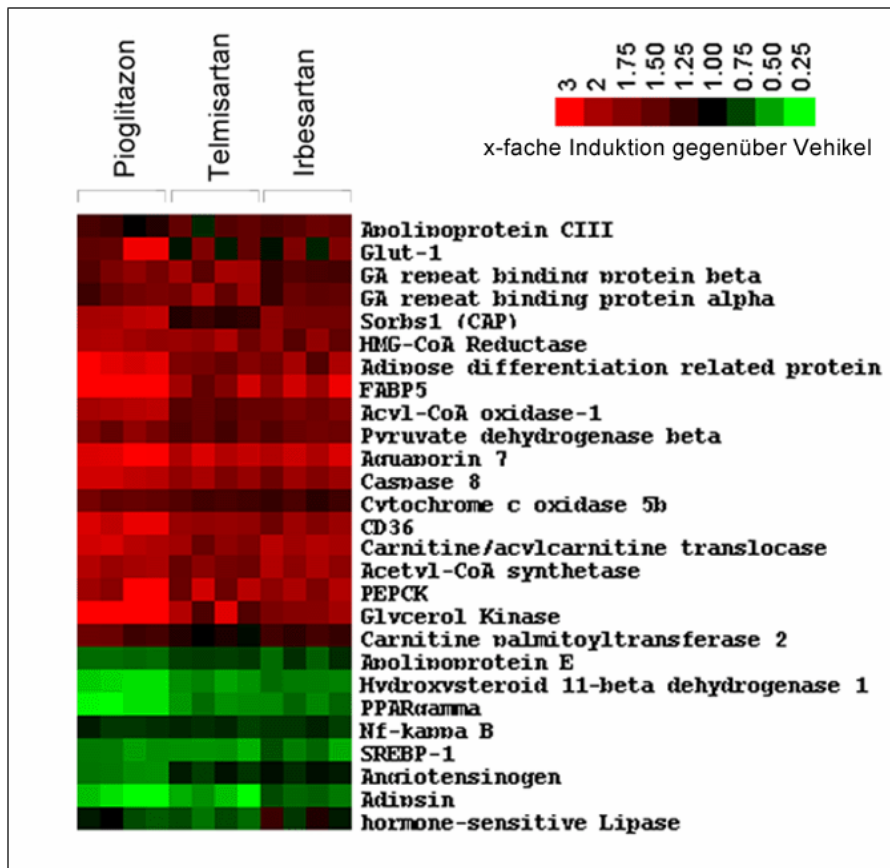 Pioglitazon
Telmisartan
Irbesartan
3
2
1.75
1.50
1.25
1.00
0.75
0.50
0.25
x-fache Induktion gegenüber Vehikel
Apolipoprotein CIII
Glut-1
GA repeat binding protein beta
GA repeat binding protein alpha
Sorbs1 (CAP)
HMG-CoA Reductase
Adipose differentiation related protein
FABP5
Acyl-CoA oxidase-1
Pyruvate dehydrogenase beta
Aquaporin 7
Caspase 8
Cytochrome c oxidase 5b
CD36
Carnitine/acylcarnitine translocase
Acetyl-CoA synthetase
PEPCK
Glycerol Kinase
Carnitine palmitoyltransferase 2
Apolipoprotein E
Hydroxysteroid 11-beta dehydrogenase 1
PPARgamma
Nf-kappa B
SREBP-1
Angiotensinogen
Adipsin
hormone-sensitive Lipase